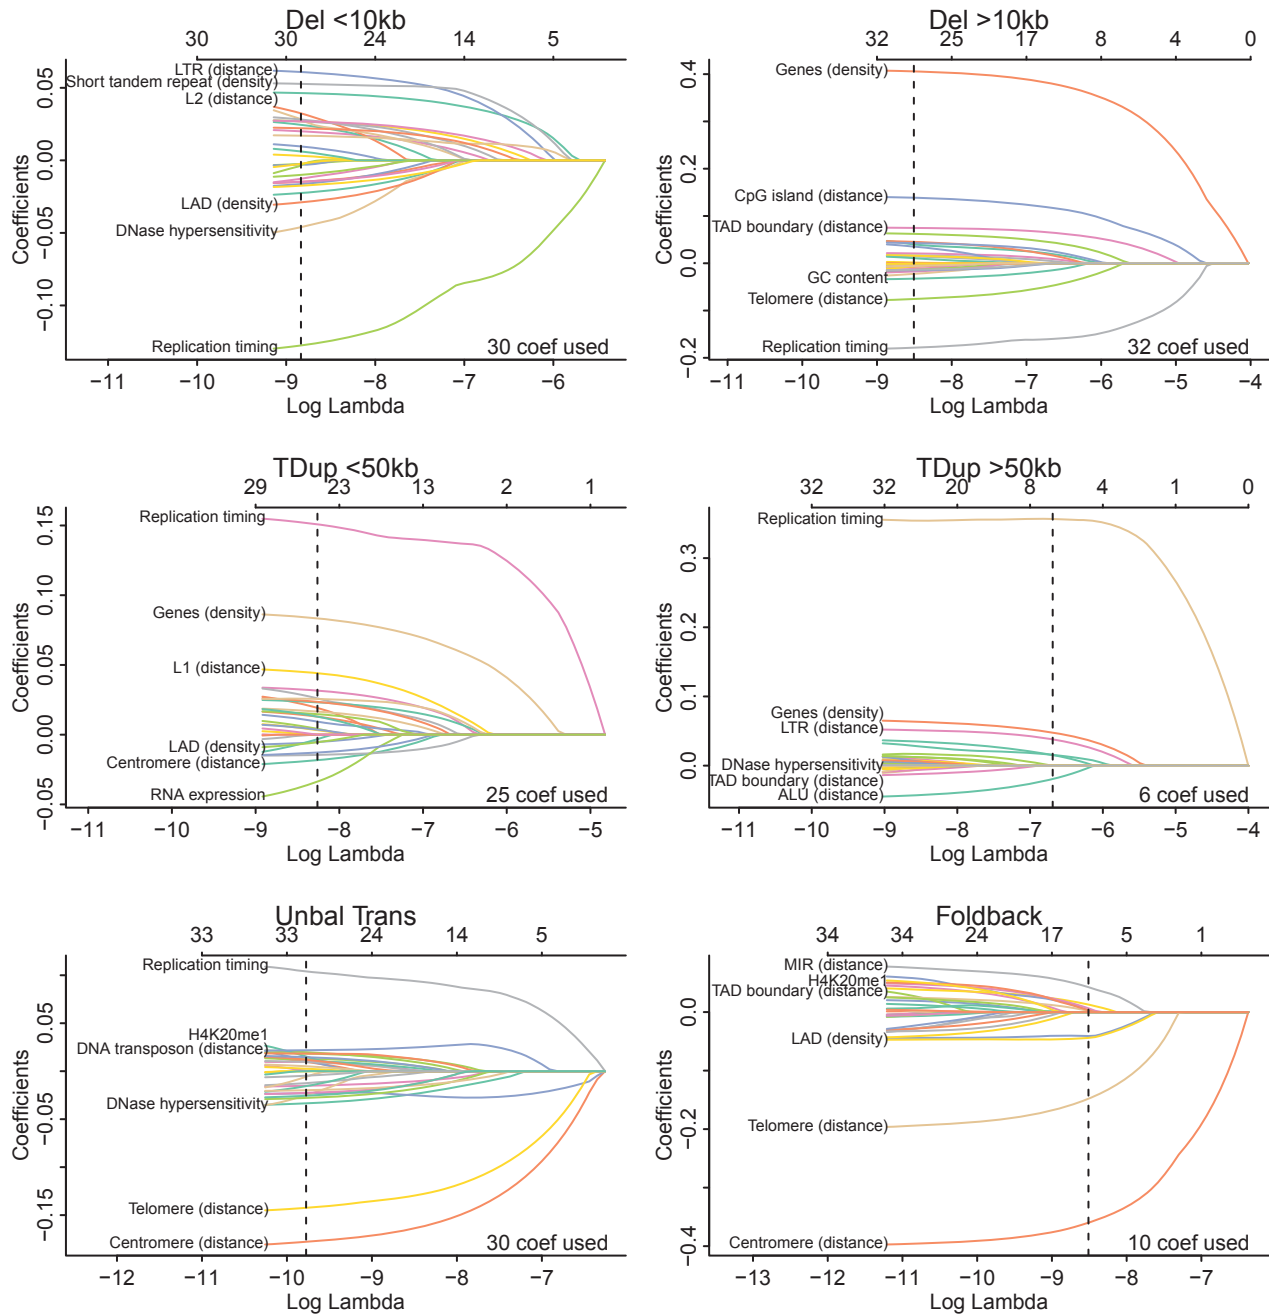 Del <10kb
30 30 24 14 5
LTR (distance)
Short tandem repeat (density)
L2 (distance)
LAD (density)
DNase hypersensitivity
Replication timing
30 coef used
Coefficients
0.05
0.00
−0.05
−0.10
−11 −10 −9 −8 −7 −6
Log Lambda
Del >10kb
32 25 17 8 4 0
Genes (density)
CpG island (distance)
TAD boundary (distance)
GC content
Telomere (distance)
Replication timing
32 coef used
Coefficients
0.4
0.2
0.0
−0.2
−11 −10 −9 −8 −7 −6 −5 −4
Log Lambda
TDup <50kb
29 23 13 2 1
Replication timing
Genes (density)
L1 (distance)
LAD (density)
Centromere (distance)
RNA expression
25 coef used
Coefficients
0.15
0.10
0.05
0.00
−0.05
−11 −10 −9 −8 −7 −6 −5
Log Lambda
TDup >50kb
32 32 20 8 4 1 0
Replication timing
Genes (density)
LTR (distance)
DNase hypersensitivity
TAD boundary (distance)
ALU (distance)
6 coef used
Coefficients
0.3
0.2
0.1
0.0
−11 −10 −9 −8 −7 −6 −5 −4
Log Lambda
Unbal Trans
33 33 24 14 5
Replication timing
H4K20me1
DNA transposon (distance)
DNase hypersensitivity
Telomere (distance)
Centromere (distance)
30 coef used
Coefficients
0.05
−0.05
−0.15
−12 −11 −10 −9 −8 −7
Log Lambda
Foldback
34 34 24 17 5 1
MIR (distance)
H4K20me1
TAD boundary (distance)
LAD (density)
Telomere (distance)
Centromere (distance)
10 coef used
Coefficients
0.0
−0.2
−0.4
−13 −12 −11 −10 −9 −8 −7
Log Lambda